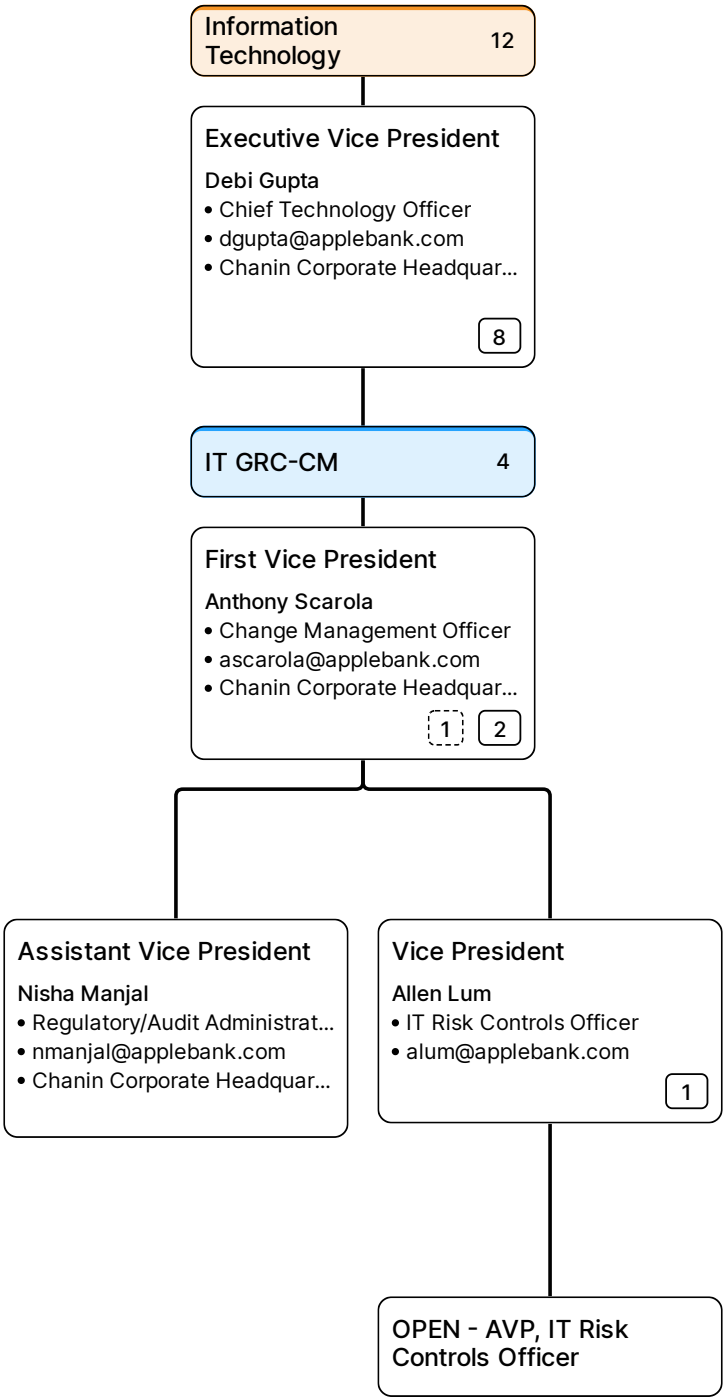 Information
Technology
12
Executive Vice President
Debi Gupta
• Chief Technology Officer
• dgupta@applebank.com
• Chanin Corporate Headquar...
8
IT GRC-CM
4
First Vice President
Anthony Scarola
• Change Management Officer
• ascarola@applebank.com
• Chanin Corporate Headquar...
1
2
Assistant Vice President
Nisha Manjal
• Regulatory/Audit Administrat...
• nmanjal@applebank.com
• Chanin Corporate Headquar...
Vice President
Allen Lum
• IT Risk Controls Officer
• alum@applebank.com
1
OPEN - AVP, IT Risk
Controls Officer